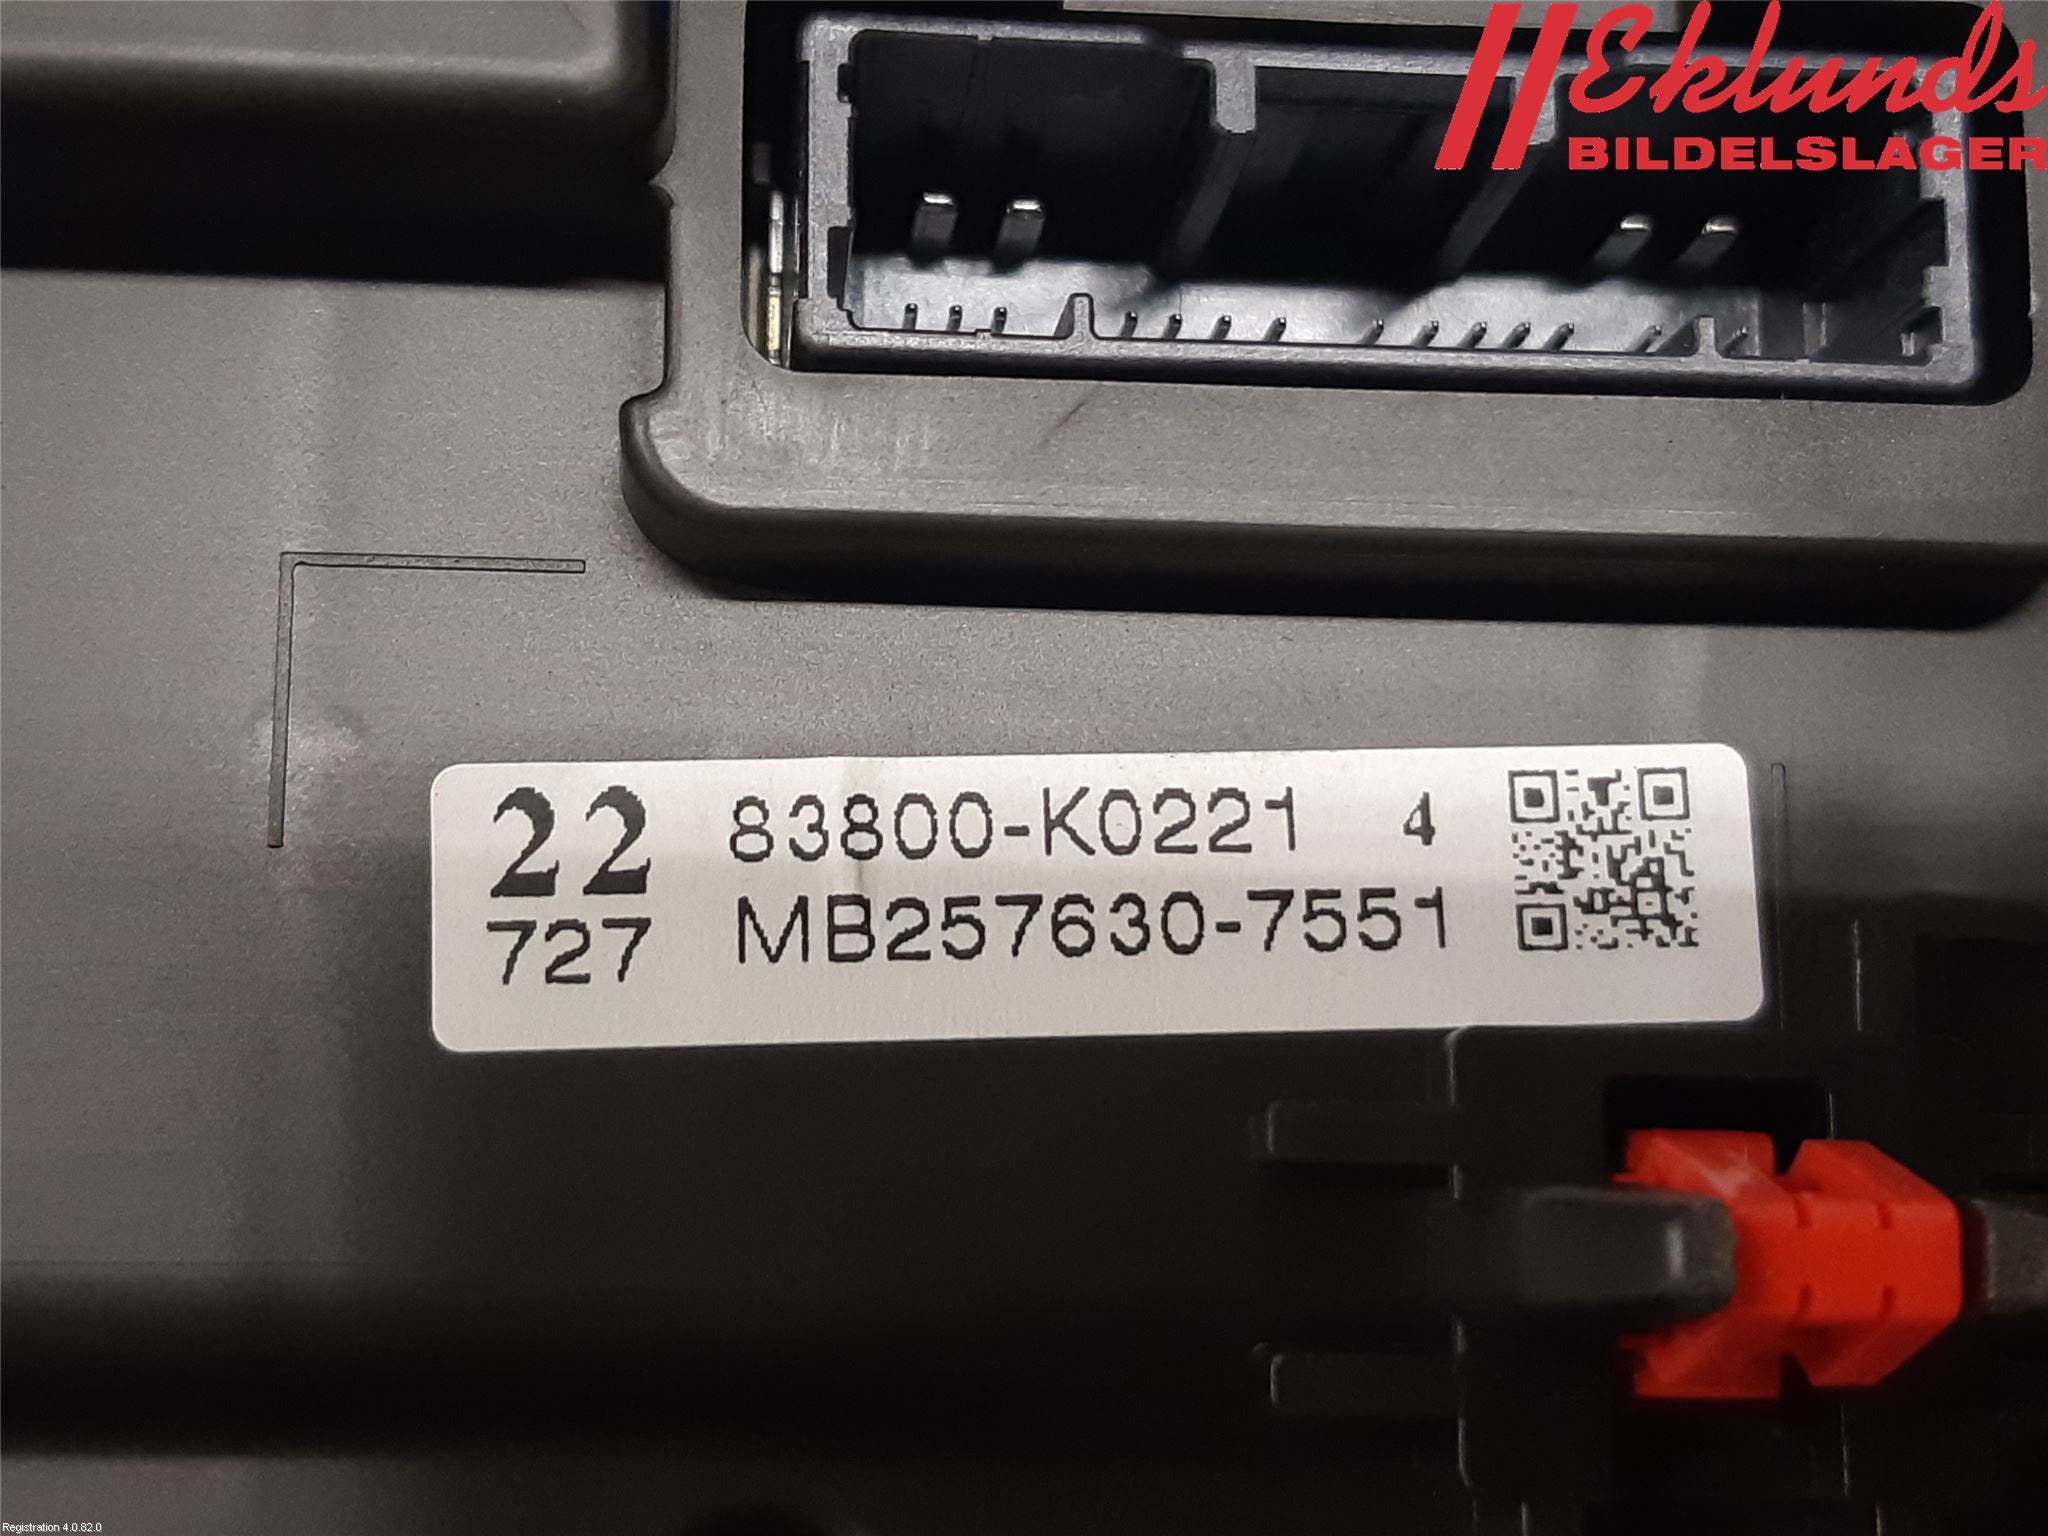 Eklunds
BILDELSLAGER
22 83800-K0221 4
727 MB257630-7551
Registration 4.0.82.0